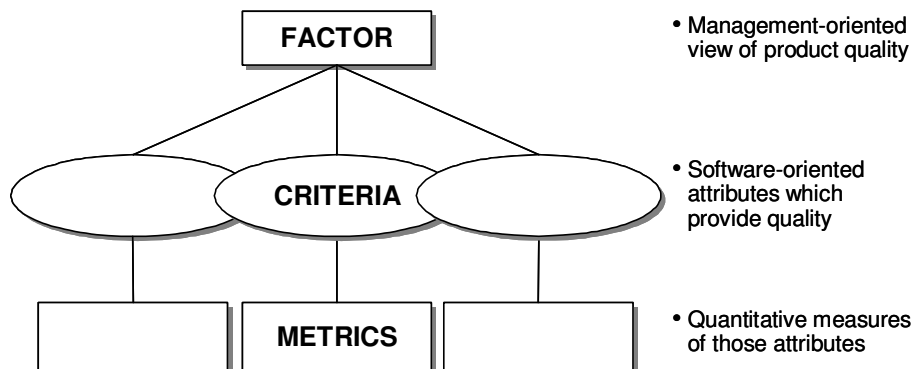 FACTOR
• Management-oriented
view of product quality
CRITERIA
• Software-oriented
attributes which
provide quality
METRICS
• Quantitative measures
of those attributes